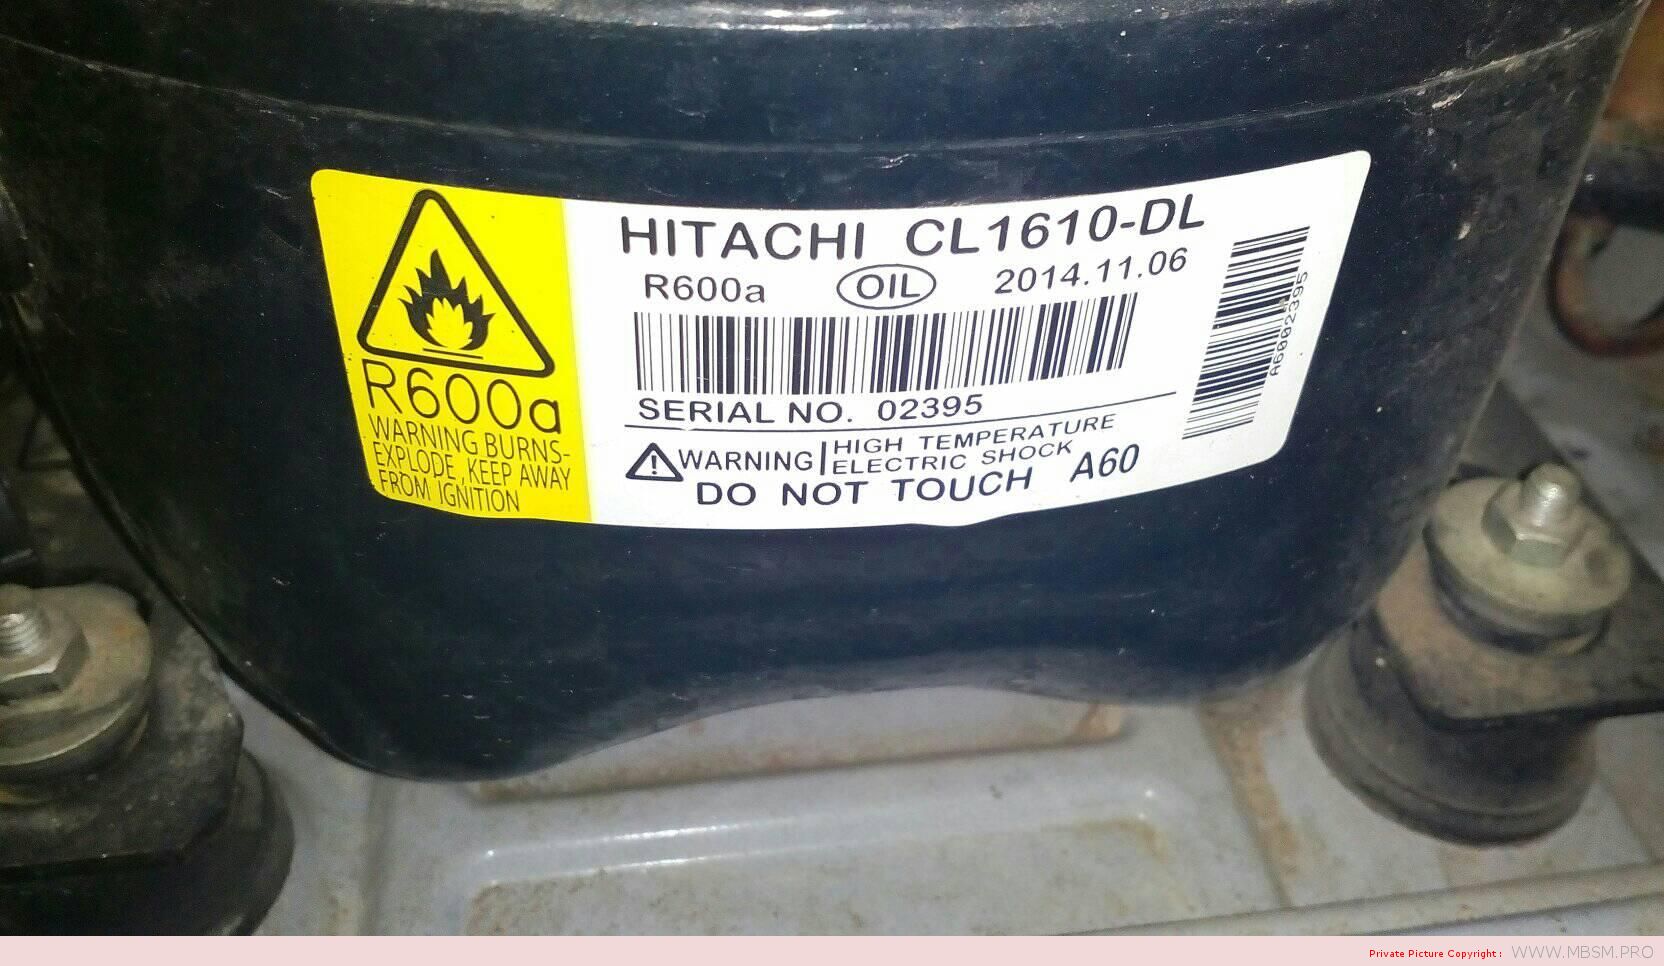 HITACHI CL1610-DL
R600a OIL 2014.11.06
SERIAL NO. 02395
WARNING HIGH TEMPERATURE
ELECTRIC SHOCK
DO NOT TOUCH A60
A6002395
R600a
WARNING BURNS-
EXPLODE, KEEP AWAY
FROM IGNITION
Private Picture Copyright : WWW.MBSM.PRO